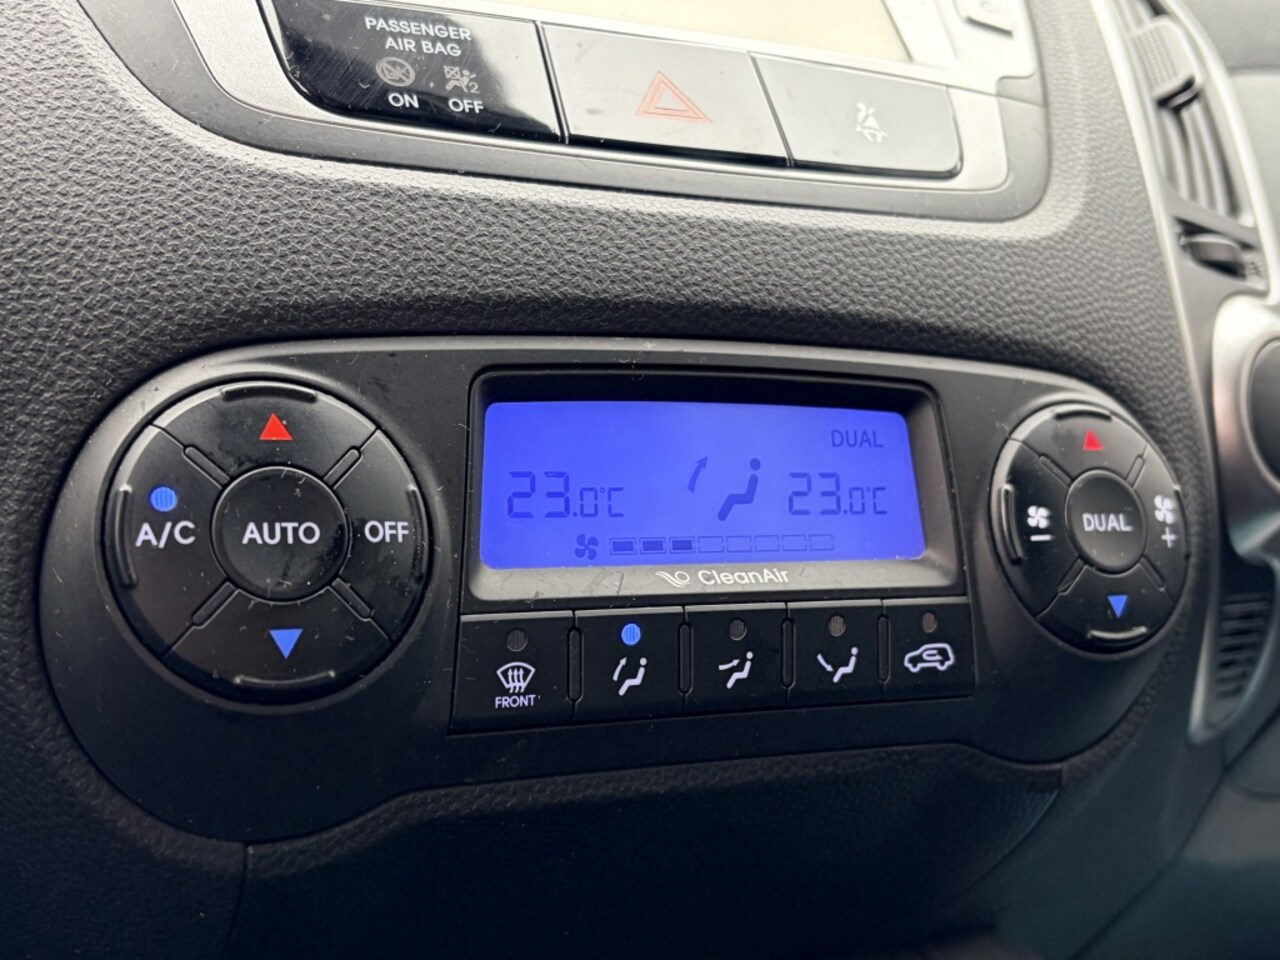 PASSENGER
AIR BAG
ON OFF
DUAL
23.0°C 23.0°C
CleanAir
A/C AUTO OFF
DUAL
FRONT